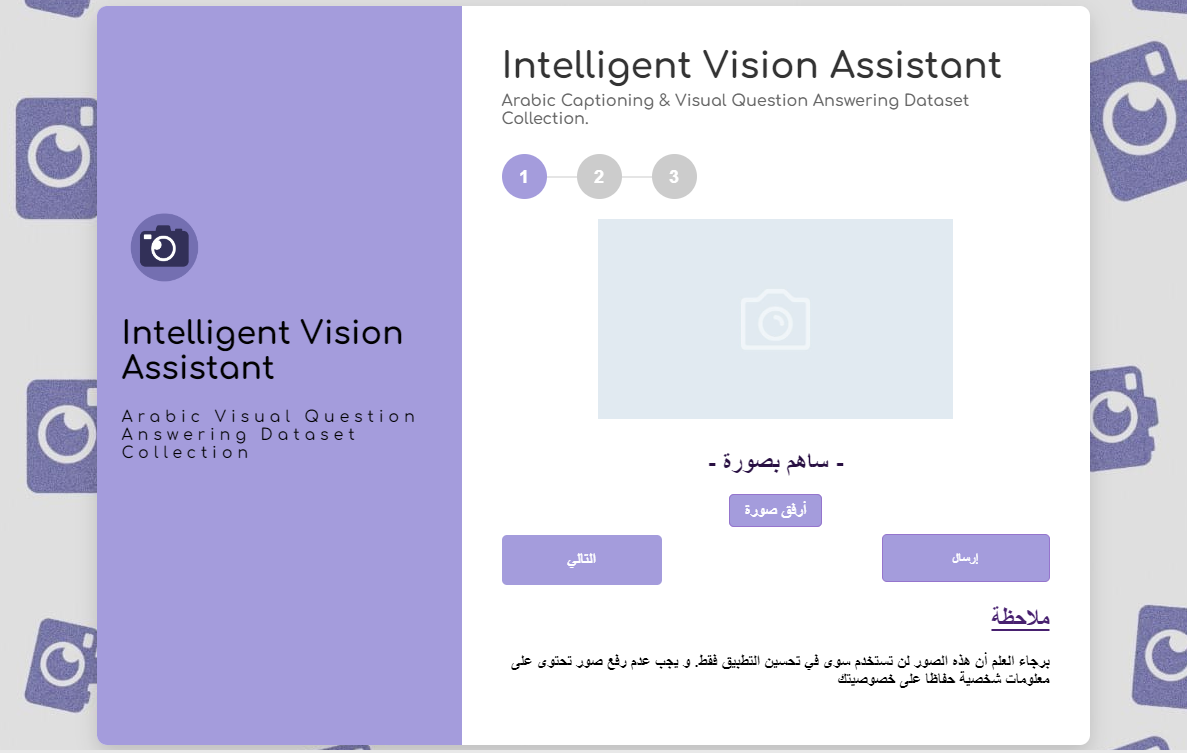 Intelligent Vision
Assistant
Arabic Visual Question
Answering Dataset
Collection
Intelligent Vision Assistant
Arabic Captioning & Visual Question Answering Dataset
Collection.
1 2 3
- ساهم بصورة -
أرفق صورة
إرسال
التالي
ملاحظة
برجاء العلم أن هذه الصور لن تستخدم سوى في تحسين التطبيق فقط. و يجب عدم رفع صور تحتوى على
معلومات شخصية حفاظا على خصوصيتك